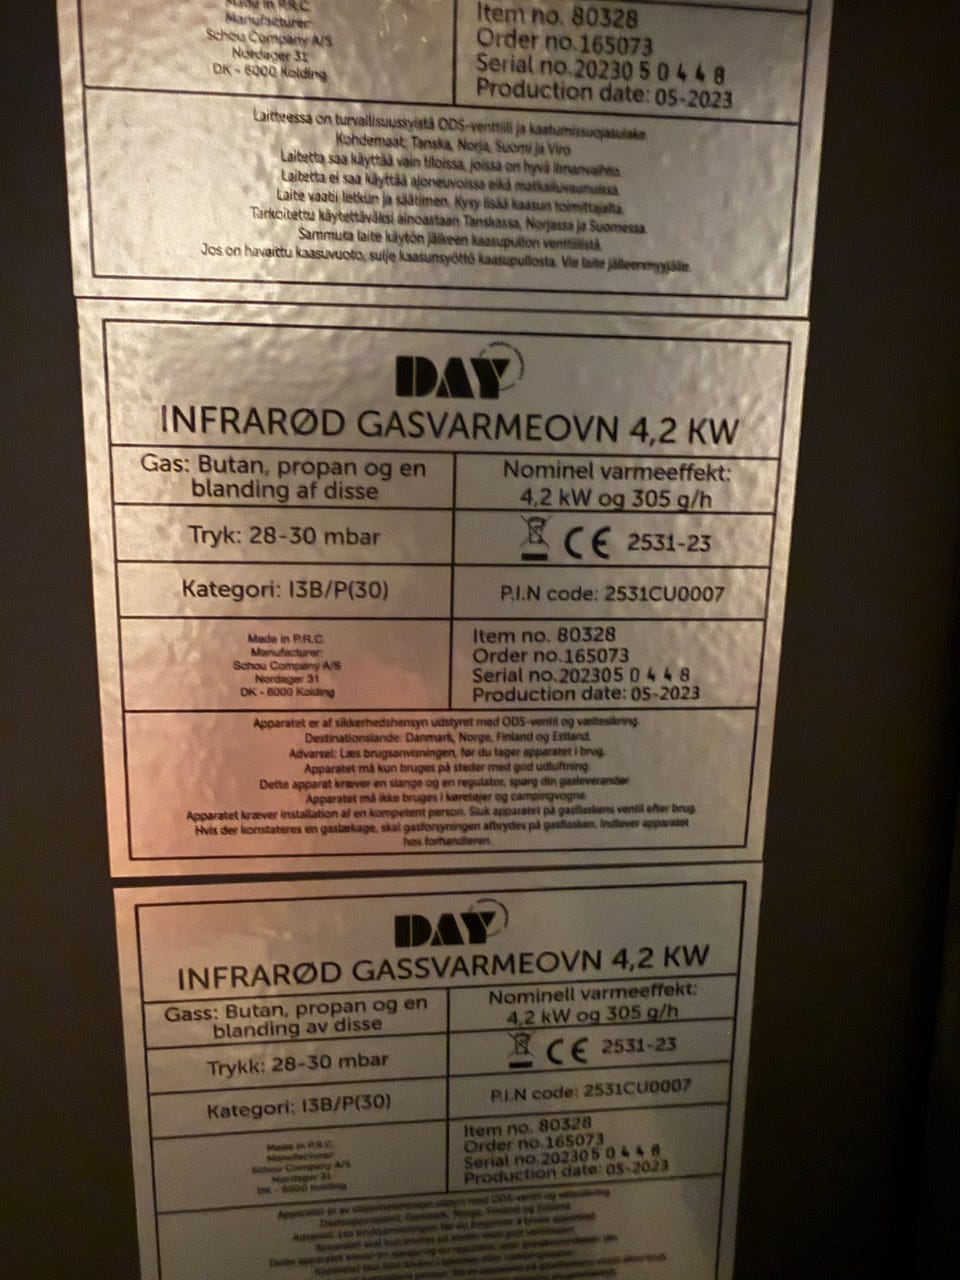 Made in P.R.C.
Manufacturer:
Schou Company A/S
Nordager 31
DK - 6000 Kolding
Item no. 80328
Order no.165073
Serial no.20230 5 0 4 4 8
Production date: 05-2023
Laitteessa on turvallisuussyistä ODS-venttiili ja kaatumissuojasulake.
Kohdemaat: Tanska, Norja, Suomi ja Viro
Laitetta saa käyttää vain tiloissa, joissa on hyvä ilmanvaihto.
Laitetta ei saa käyttää ajoneuvoissa eikä matkailuvaunuissa.
Laite vaatii letkun ja säätimen. Kysy lisää kaasun toimittajalta.
Tarkoitettu käytettäväksi ainoastaan Tanskassa, Norjassa ja Suomessa.
Sammuta laite käytön jälkeen kaasupullon venttiilistä.
Jos on havaittu kaasuvuoto, sulje kaasunsyöttö kaasupullosta. Vie laite jälleenmyyjälle.
DAY
INFRARØD GASVARMEOVN 4,2 KW
Gas: Butan, propan og en
blanding af disse
Nominel varmeeffekt:
4,2 kW og 305 g/h
Tryk: 28-30 mbar
CE 2531-23
Kategori: I3B/P(30)
P.I.N code: 2531CU0007
Made in P.R.C.
Manufacturer:
Schou Company A/S
Nordager 31
DK - 6000 Kolding
Item no. 80328
Order no.165073
Serial no.202305 0 4 4 8
Production date: 05-2023
Apparatet er af sikkerhedshensyn udstyret med ODS-ventil og væltesikring.
Destinationslande: Danmark, Norge, Finland og Estland.
Advarsel: Læs brugsanvisningen, før du tager apparatet i brug.
Apparatet må kun bruges på steder med god udluftning.
Dette apparat kræver en slange og en regulator, spørg din gasleverandør
Apparatet må ikke bruges i køretøjer og campingvogne.
Apparatet kræver installation af en kompetent person. Sluk apparatet på gasflaskens ventil efter brug.
Hvis der konstateres en gaslækage, skal gasforsyningen afbrydes på gasflasken. Indlever apparatet
hos forhandleren.
DAY
INFRARØD GASSVARMEOVN 4,2 KW
Gass: Butan, propan og en
blanding av disse
Nominell varmeeffekt:
4,2 kW og 305 g/h
Trykk: 28-30 mbar
CE 2531-23
Kategori: I3B/P(30)
P.I.N code: 2531CU0007
Made in P.R.C.
Manufacturer:
Schou Company A/S
Nordager 31
DK - 6000 Kolding
Item no. 80328
Order no.165073
Serial no.202305 0 4 4 8
Production date: 05-2023